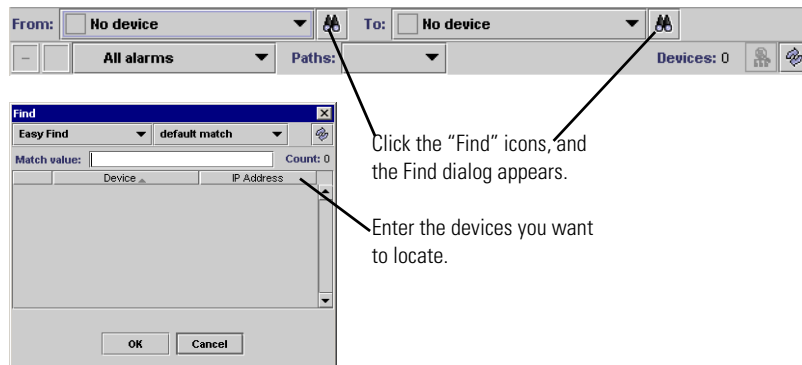 From: No device To: No device
– All alarms Paths: Devices: 0
Find
Easy Find default match
Match value: Count: 0
Device IP Address
OK Cancel
Click the “Find” icons, and
the Find dialog appears.
Enter the devices you want
to locate.